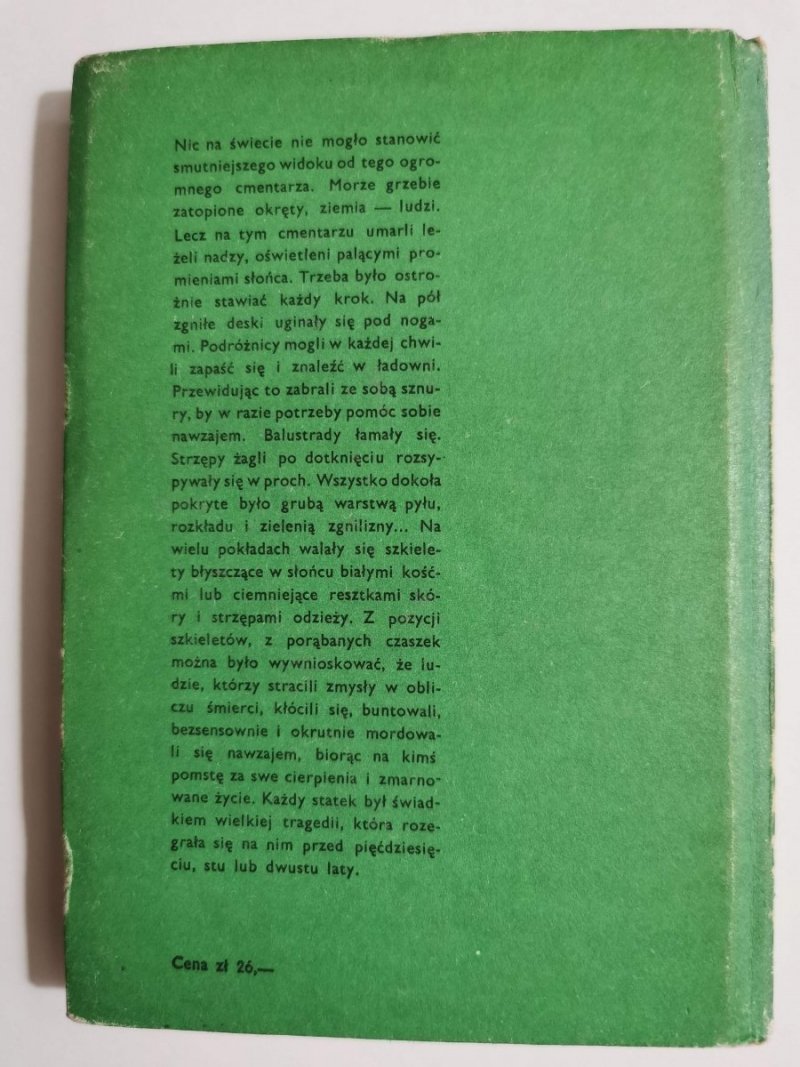 Nic na świecie nie mogło stanowić
smutniejszego widoku od tego ogro-
mnego cmentarza. Morze grzebie
zatopione okręty, ziemia — ludzi.
Lecz na tym cmentarzu umarli le-
żeli nadzy, oświetleni palącymi pro-
mieniami słońca. Trzeba było ostro-
żnie stawiać każdy krok. Na pół
zgniłe deski uginały się pod noga-
mi. Podróżnicy mogli w każdej chwi-
li zapaść się i znaleźć w ładowni.
Przewidując to zabrali ze sobą sznu-
ry, by w razie potrzeby pomóc sobie
nawzajem. Balustrady łamały się.
Strzępy żagli po dotknięciu rozsy-
pywały się w proch. Wszystko dokoła
pokryte było grubą warstwą pyłu,
rozkładu i zielenią zgnilizny... Na
wielu pokładach walały się szkiele-
ty błyszczące w słońcu białymi kość-
mi lub ciemniejące resztkami skó-
ry i strzępami odzieży. Z pozycji
szkieletów, z porąbanych czaszek
można było wywnioskować, że lu-
dzie, którzy stracili zmysły w obli-
czu śmierci, kłócili się, buntowali,
bezsensownie i okrutnie mordowa-
li się nawzajem, biorąc na kimś
pomstę za swe cierpienia i zmarno-
wane życie. Każdy statek był świad-
kiem wielkiej tragedii, która roze-
grała się na nim przed pięćdziesię-
ciu, stu lub dwustu laty.
Cena zł 26,—